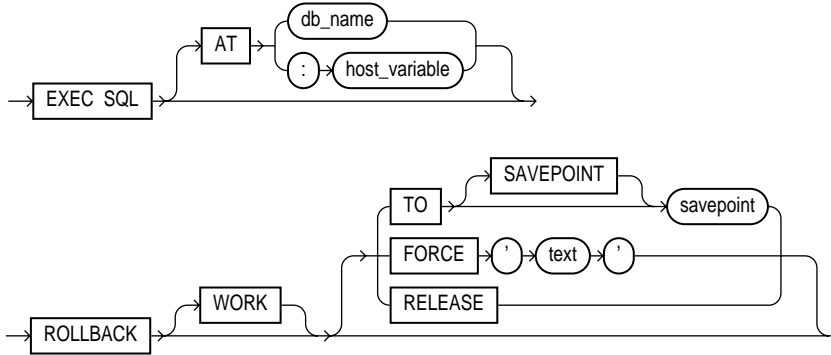 db_name
AT
: host_variable
EXEC SQL
SAVEPOINT
TO savepoint
FORCE ' text '
WORK RELEASE
ROLLBACK